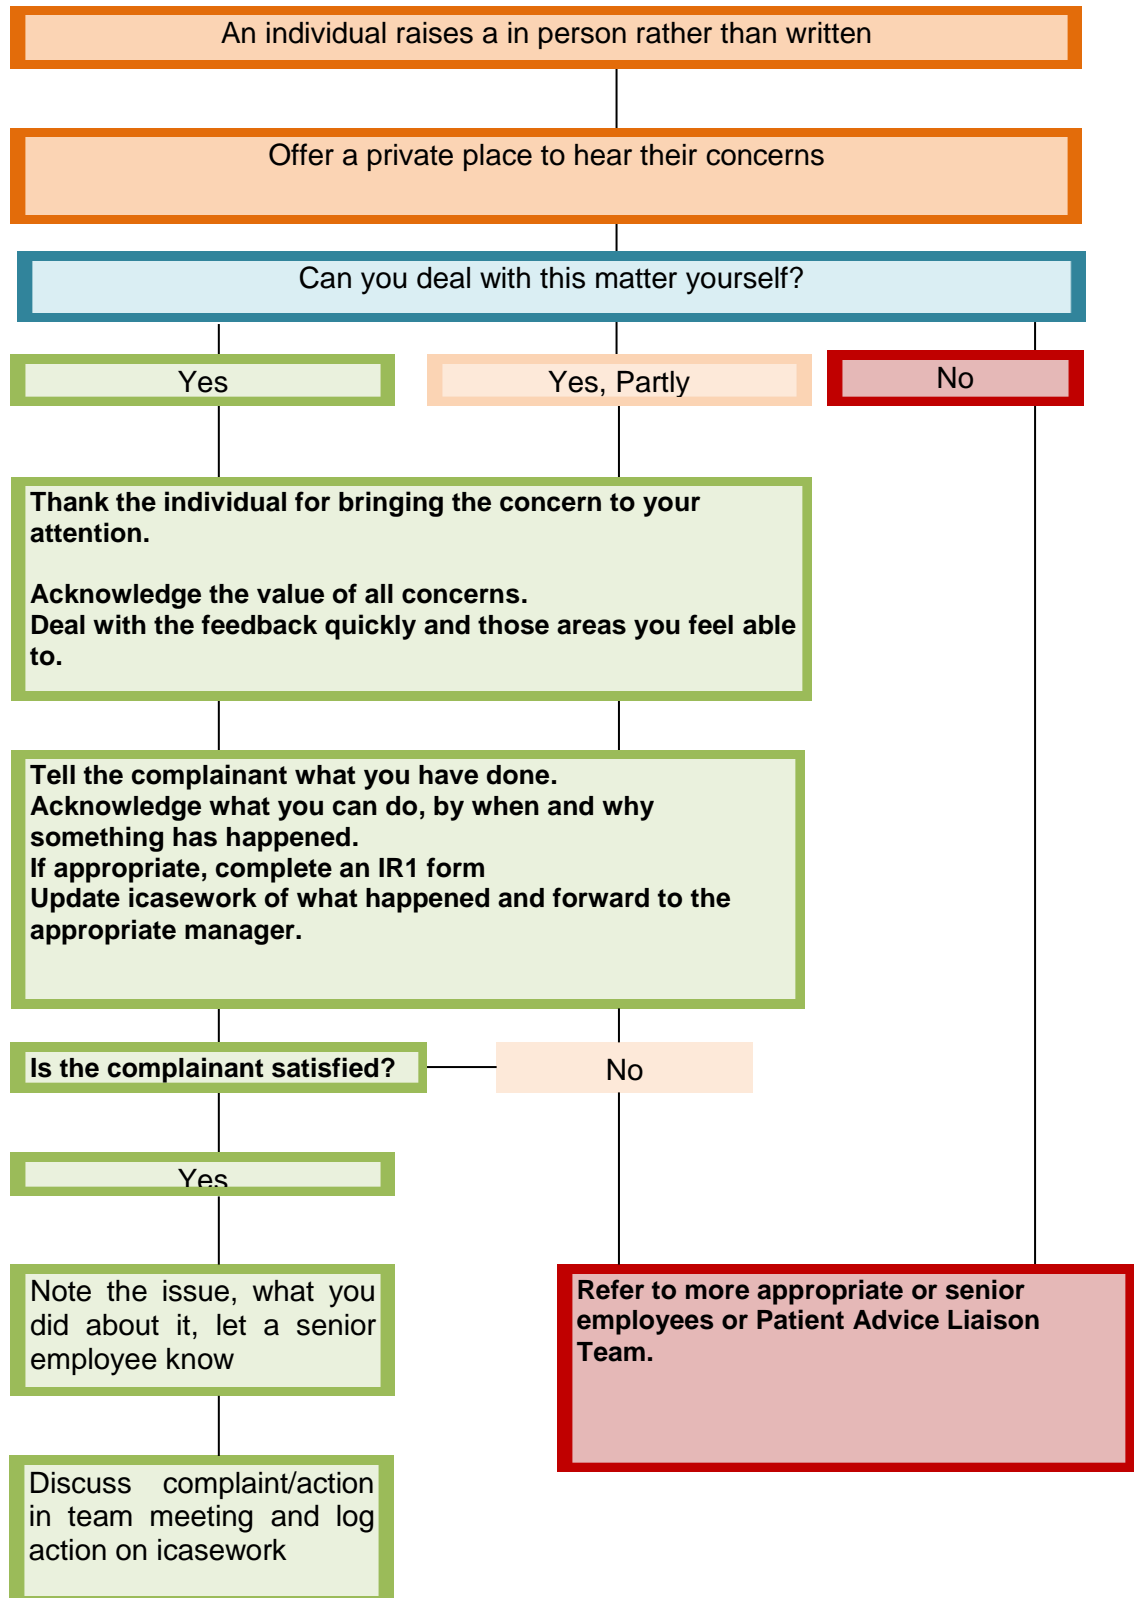 An individual raises a in person rather than written
Offer a private place to hear their concerns
Can you deal with this matter yourself?
Yes
Yes, Partly
No
Thank the individual for bringing the concern to your
attention.
Acknowledge the value of all concerns.
Deal with the feedback quickly and those areas you feel able
to.
Tell the complainant what you have done.
Acknowledge what you can do, by when and why
something has happened.
If appropriate, complete an IR1 form
Update icasework of what happened and forward to the
appropriate manager.
Is the complainant satisfied?
No
Yes
Note the issue, what you
did about it, let a senior
employee know
Refer to more appropriate or senior
employees or Patient Advice Liaison
Team.
Discuss complaint/action
in team meeting and log
action on icasework